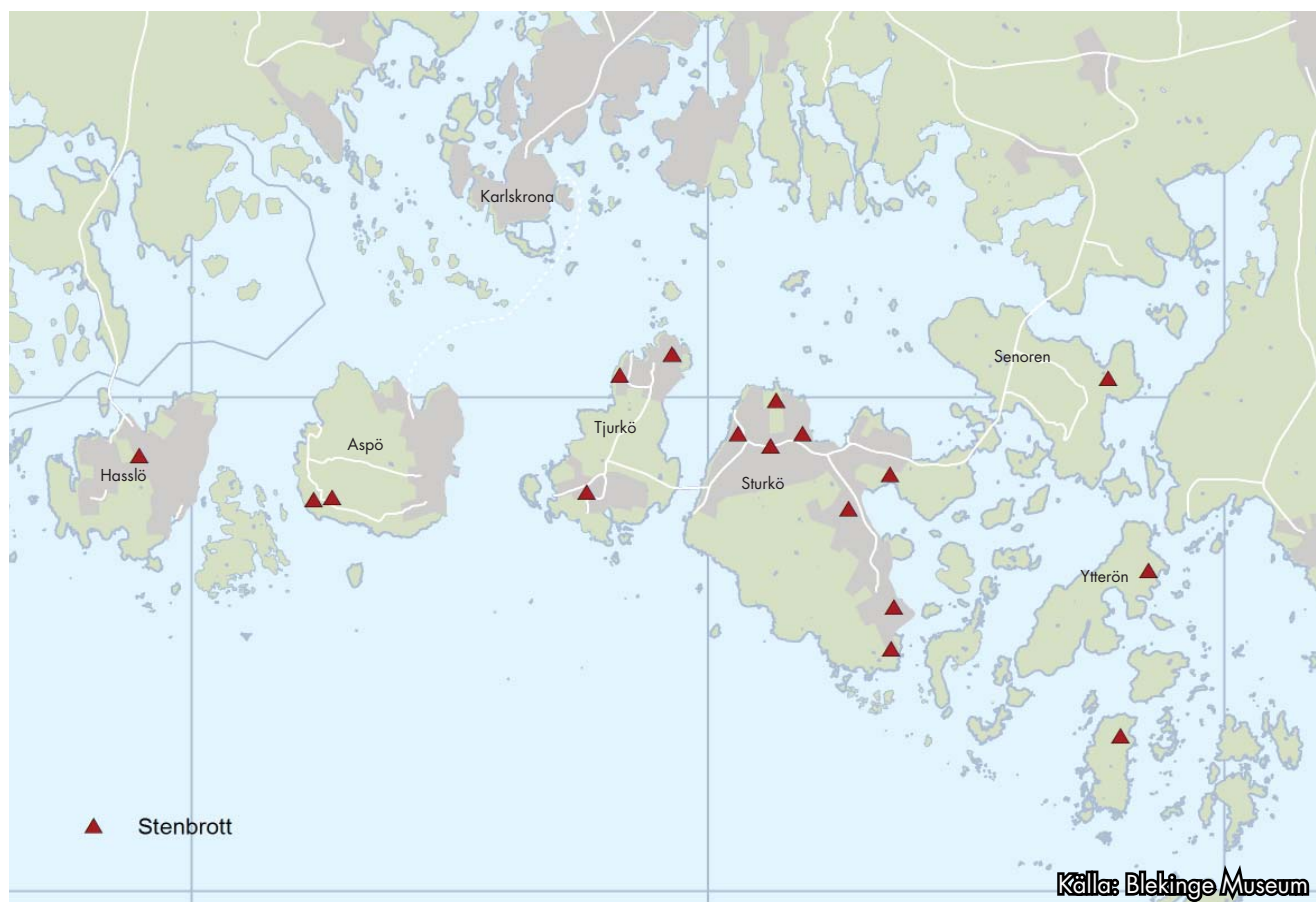 Karlskrona
Senoren
Tjurkö
Aspö
Hasslö
Sturkö
Ytterön
Stenbrott
Källa: Blekinge Museum